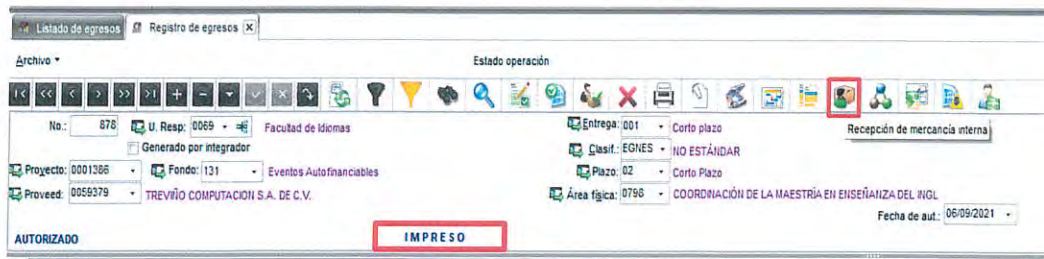 Listado de egresos Registro de egresos X
Archivo Estado operación
No.: 878 U. Resp: 0069 Facultad de Idiomas Entrega: 001 Corto plazo Recepción de mercancía interna
Generado por integrador Clasif.: EGNES NO ESTÁNDAR
Proyecto: 0001386 Fondo: 131 Eventos Autofinanciables Plazo: 02 Corto Plazo
Proveed: 0059379 TREVIÑO COMPUTACION S.A. DE C.V. Área física: 0798 COORDINACIÓN DE LA MAESTRÍA EN ENSEÑANZA DEL INGL
Fecha de aut.: 06/09/2021
AUTORIZADO IMPRESO